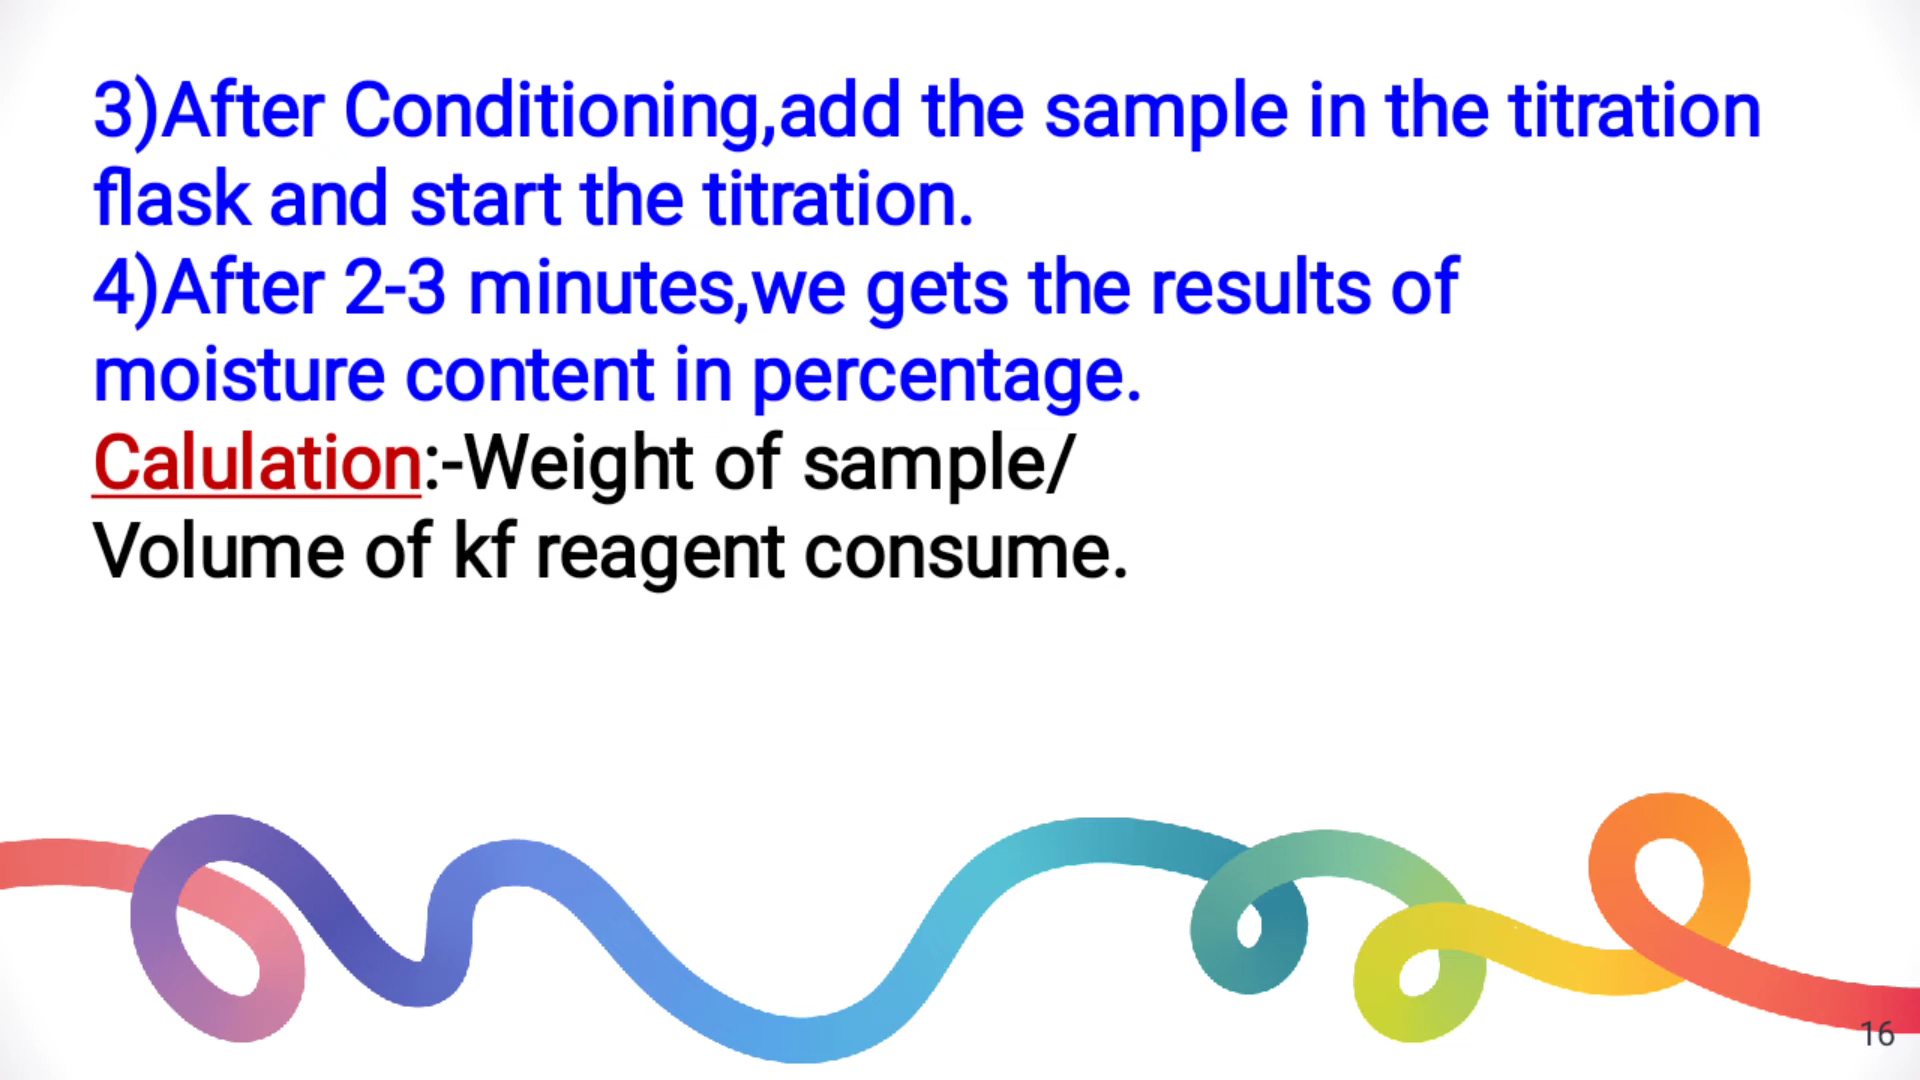 3)After Conditioning,add the sample in the titration
flask and start the titration.
4)After 2-3 minutes,we gets the results of
moisture content in percentage.
Calulation:-Weight of sample/
Volume of kf reagent consume.
16